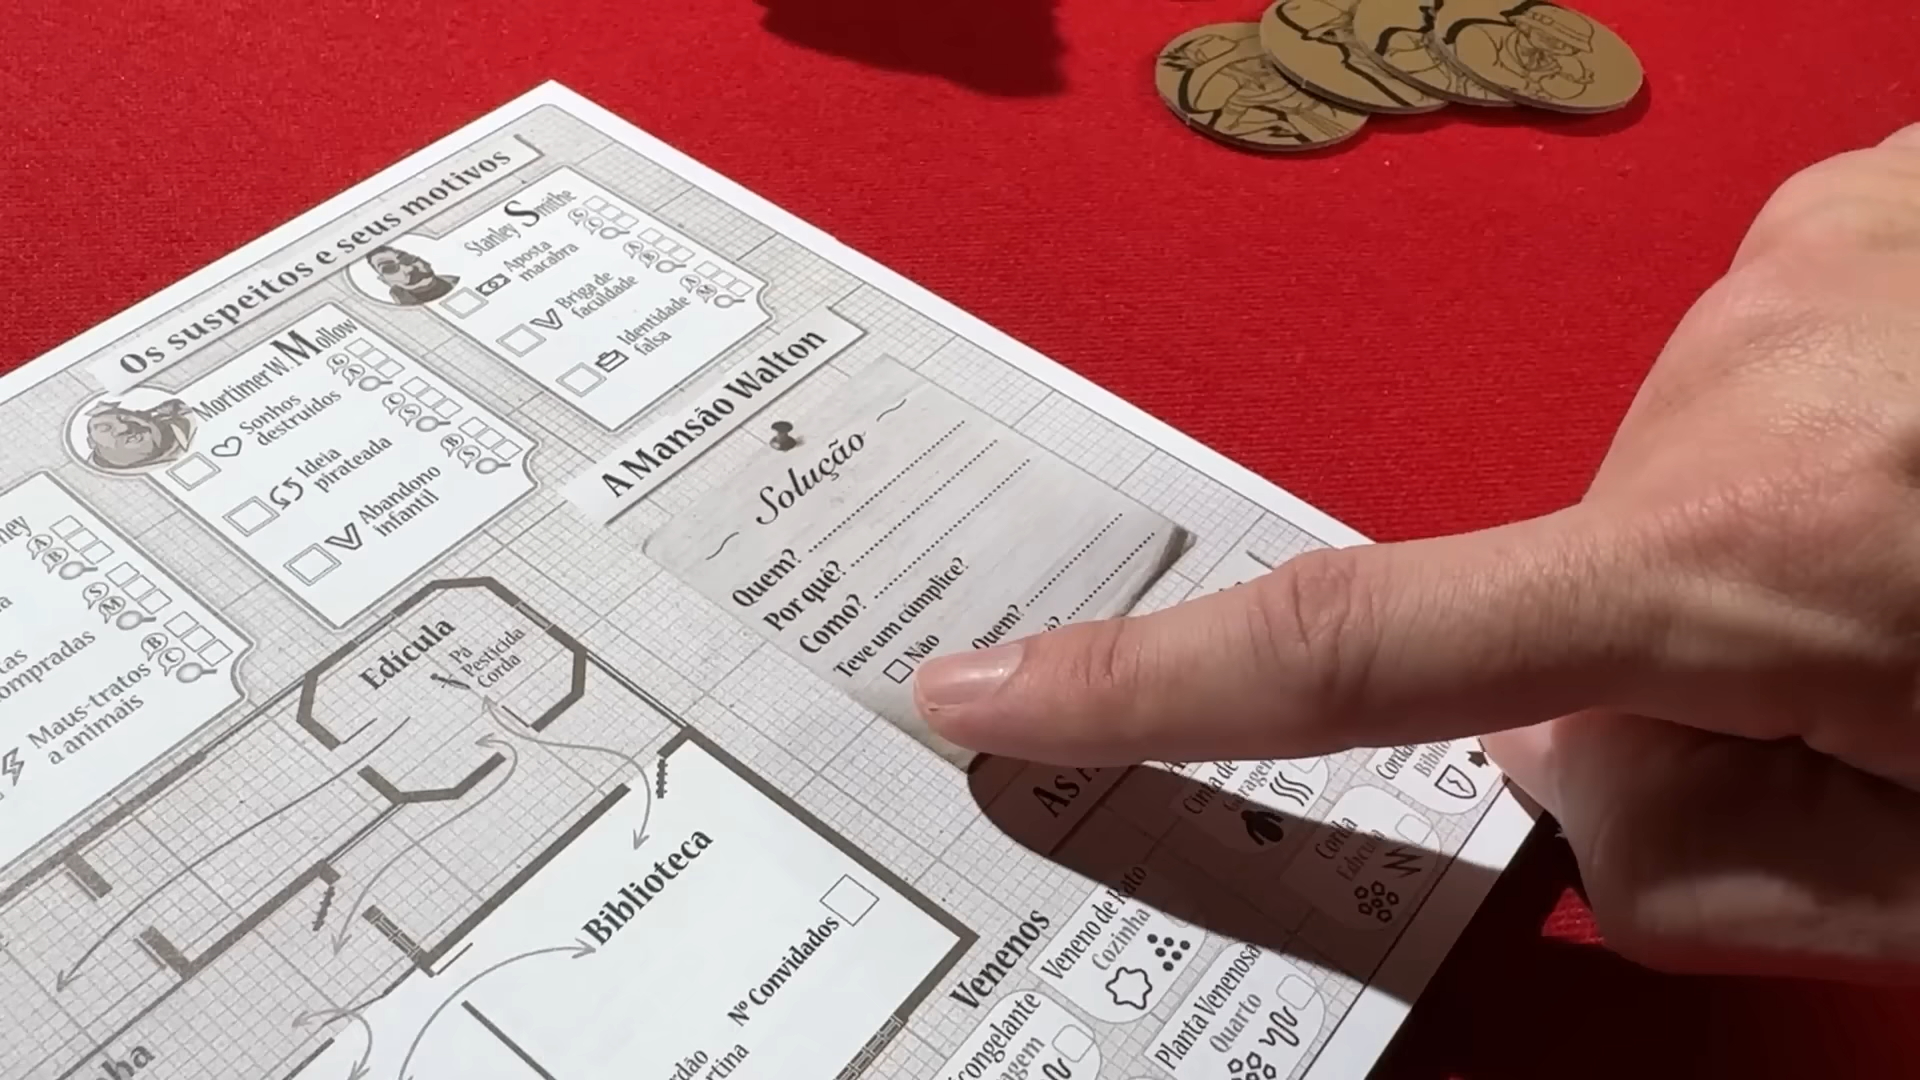 Os suspeitos e seus motivos
Stanley Smithe
Aposta
macabra
Briga de
faculdade
Identidade
falsa
Mortimer W. Mollow
Sonhos
destruídos
Ideia
pirateada
Abandono
infantil
Maus-tratos
a animais
A Mansão Walton
Solução
Quem?
Por quê?
Como?
Teve um cúmplice?
Não
Quem?
Edícula
Pá
Pesticida
Corda
Biblioteca
Nº Convidados
Venenos
Veneno de Rato
Cozinha
Planta Venenosa
Quarto
Corda
Edícula